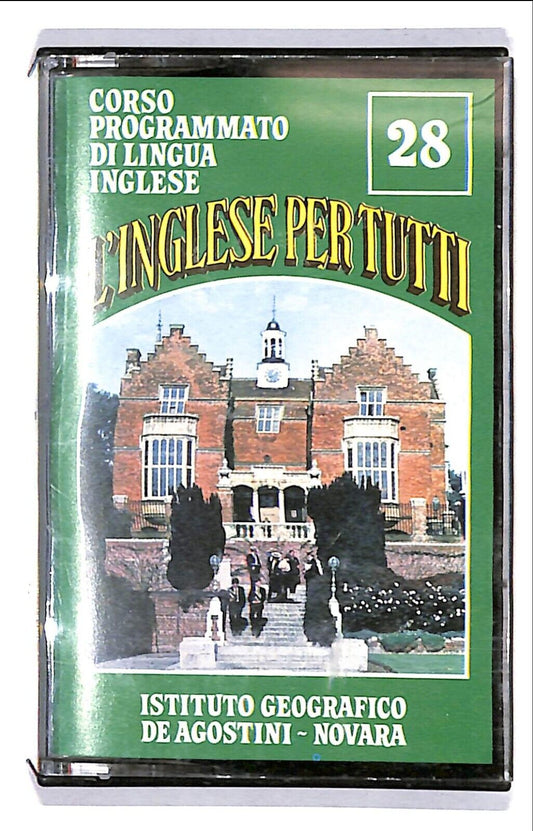 CORSO
PROGRAMMATO
DI LINGUA
INGLESE
28
L'INGLESE PER TUTTI
ISTITUTO GEOGRAFICO
DE AGOSTINI ~ NOVARA